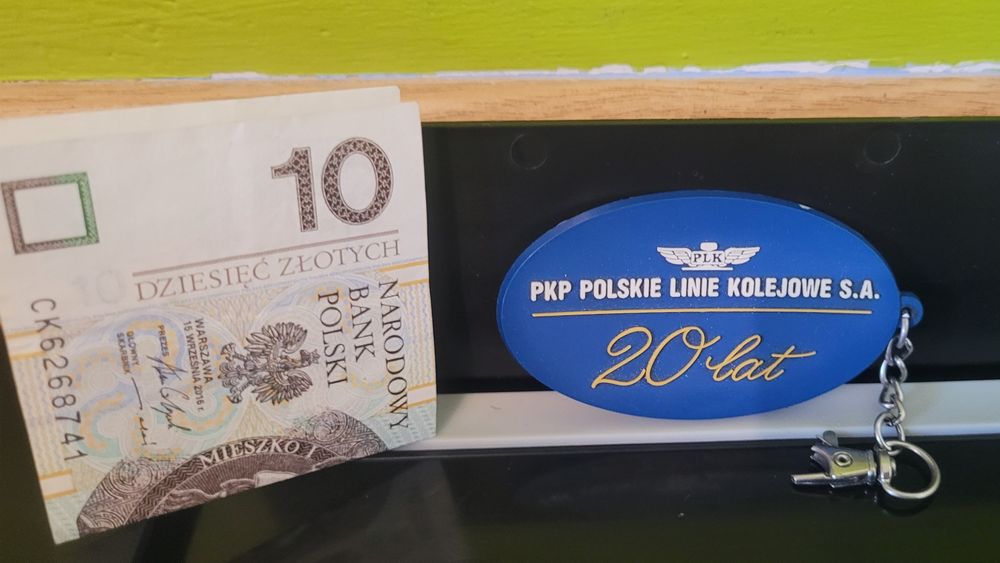 10
DZIESIĘĆ ZŁOTYCH
NARODOWY
BANK
POLSKI
WARSZAWA
15 WRZEŚNIA 2016 r.
PREZES
GŁÓWNY
SKARBNIK
CK6268741
MIESZKO I
PLK
PKP POLSKIE LINIE KOLEJOWE S.A.
20 lat